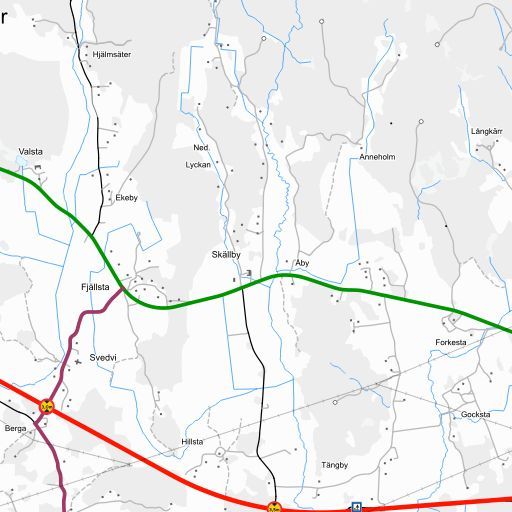 r
Hjälmsäter
Långkärr
Ned.
Lyckan
Valsta
Anneholm
Ekeby
Skällby
Åby
Fjällsta
Forkesta
Svedvi
Gocksta
Berga
Hillsta
Tängby